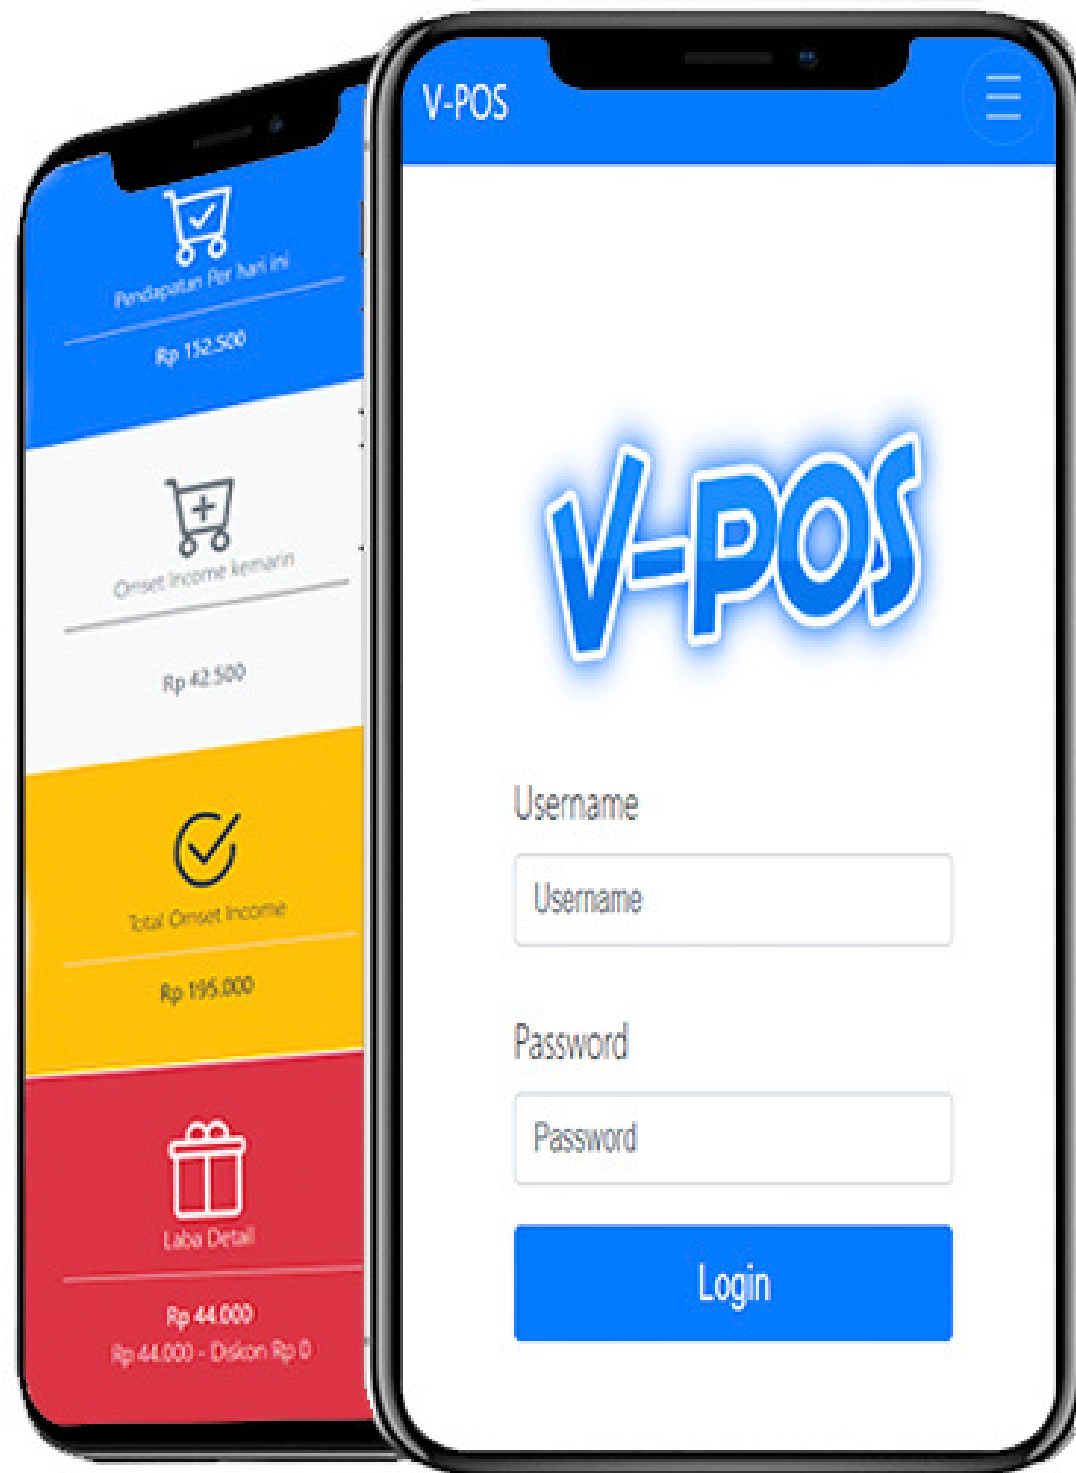 Pendapatan Per hari ini
Rp 152.500
Omset Income kemarin
Rp 42.500
Total Omset Income
Rp 195.000
Laba Detail
Rp 44.000
Rp 44.000 - Diskon Rp 0
V-POS
V-POS
Username
Username
Password
Password
Login